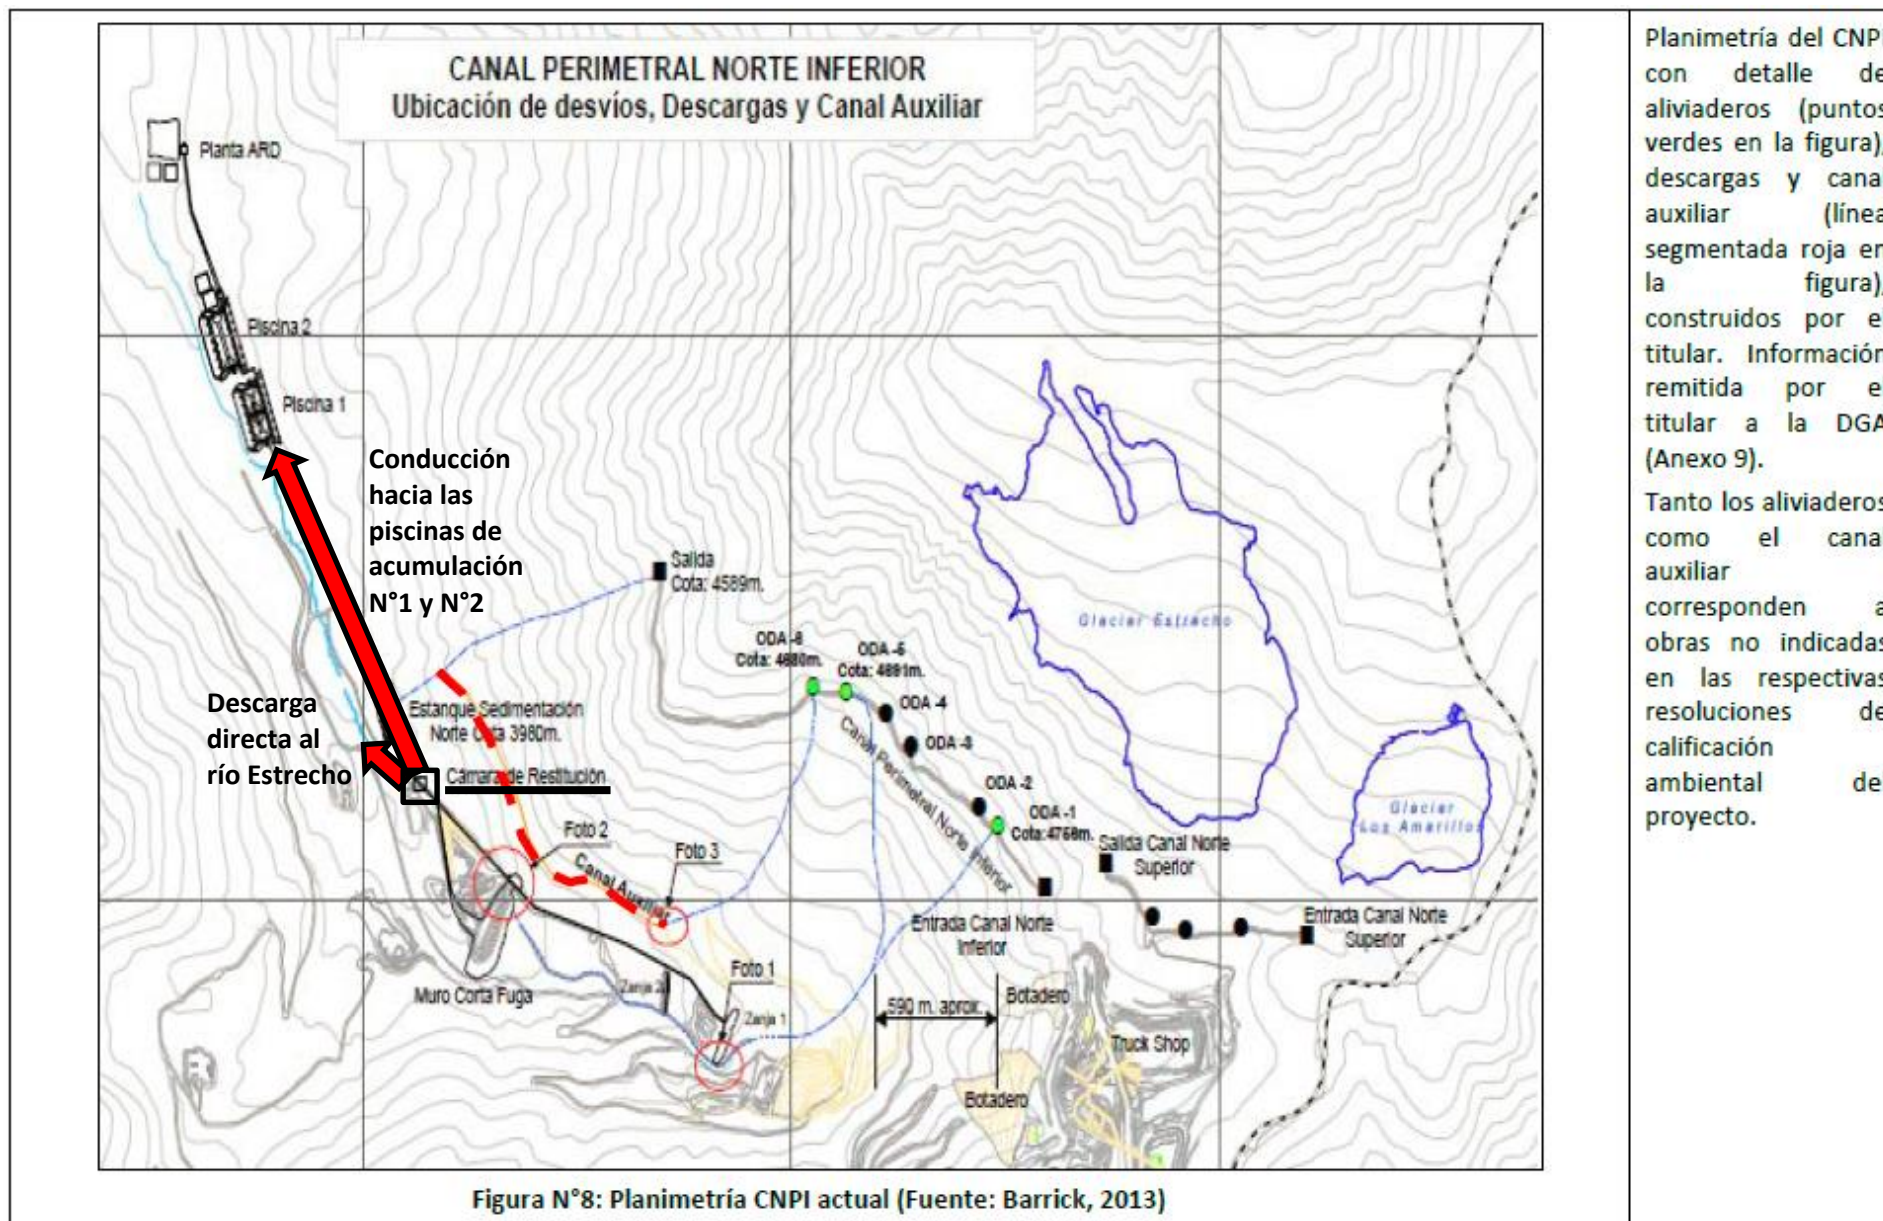 CANAL PERIMETRAL NORTE INFERIOR
Ubicación de desvíos, Descargas y Canal Auxiliar
Planta ARD
Piscina 2
Piscina 1
Conducción
hacia las
piscinas de
acumulación
N°1 y N°2
Salida
Cota: 4589m.
Glaciar Estrecho
ODA -6
Cota: 4680m.
ODA -5
Cota: 4691m.
ODA -4
ODA -3
ODA -2
ODA -1
Cota:4758m.
Canal Perimetral Norte Inferior
Descarga
directa al
río Estrecho
Estanque Sedimentación
Norte Cota 3980m.
Cámara de Restitución
Glaciar
Los Amarillos
Salida Canal Norte
Superior
Foto 2
Foto 3
Canal Auxiliar
Entrada Canal Norte
Inferior
Entrada Canal Norte
Superior
Muro Corta Fuga
Zanja 2
Foto 1
Zanja 1
590 m. aprox.
Botadero
Truck Shop
Botadero
Figura N°8: Planimetría CNPI actual (Fuente: Barrick, 2013)
Planimetría del CNPI
con detalle de
aliviaderos (puntos
verdes en la figura),
descargas y canal
auxiliar (línea
segmentada roja en
la figura),
construidos por el
titular. Información
remitida por el
titular a la DGA
(Anexo 9).
Tanto los aliviaderos
como el canal
auxiliar
corresponden a
obras no indicadas
en las respectivas
resoluciones de
calificación
ambiental del
proyecto.